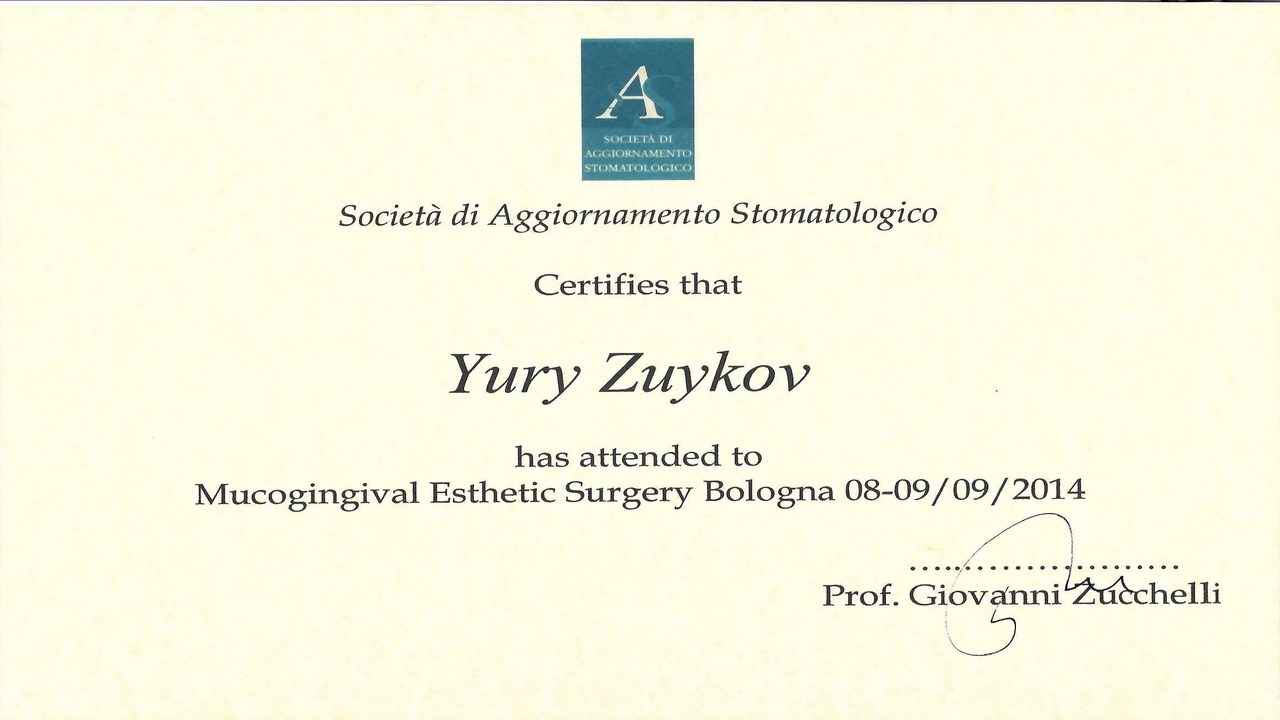 A
SOCIETÀ DI
AGGIORNAMENTO
STOMATOLOGICO
Società di Aggiornamento Stomatologico
Certifies that
Yury Zuykov
has attended to
Mucogingival Esthetic Surgery Bologna 08-09/09/2014
................................
Prof. Giovanni Zucchelli